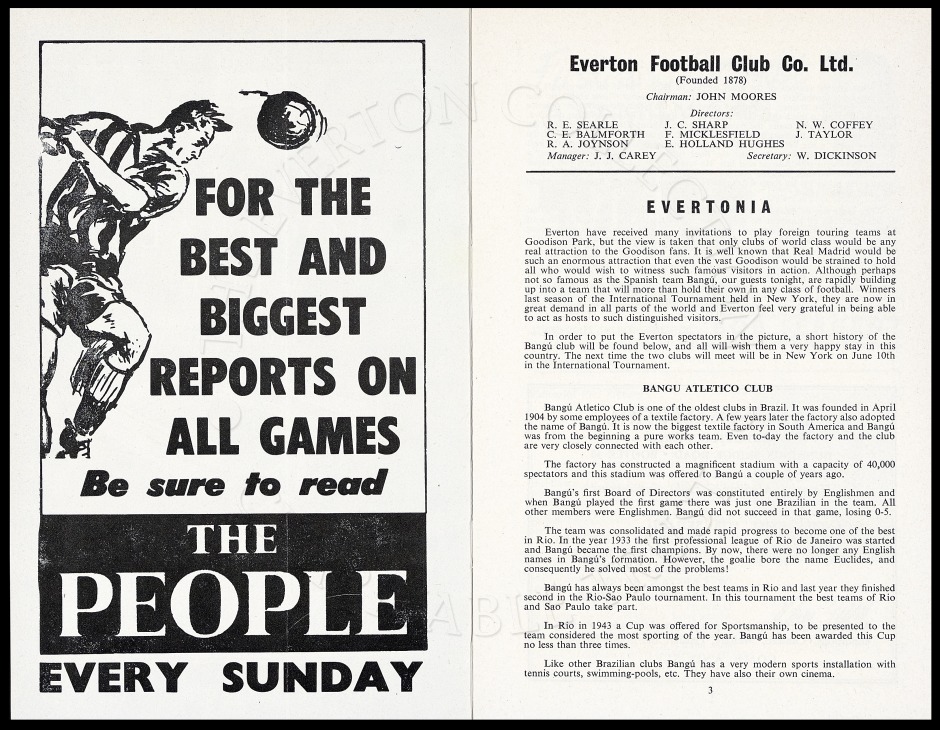 FOR THE
BEST AND
BIGGEST
REPORTS ON
ALL GAMES
Be sure to read
THE
PEOPLE
EVERY SUNDAY
Everton Football Club Co. Ltd.
(Founded 1878)
Chairman: JOHN MOORES
Directors:
R. E. SEARLE J. C. SHARP N. W. COFFEY
C. E. BALMFORTH F. MICKLESFIELD J. TAYLOR
R. A. JOYNSON E. HOLLAND HUGHES
Manager: J. J. CAREY Secretary: W. DICKINSON
EVERTONIA
Everton have received many invitations to play foreign touring teams at
Goodison Park, but the view is taken that only clubs of world class would be any
real attraction to the Goodison fans. It is well known that Real Madrid would be
such an enormous attraction that even the vast Goodison would be strained to hold
all who would wish to witness such famous visitors in action. Although perhaps
not so famous as the Spanish team Bangú, our guests tonight, are rapidly building
up into a team that will more than hold their own in any class of football. Winners
last season of the International Tournament held in New York, they are now in
great demand in all parts of the world and Everton feel very grateful in being able
to act as hosts to such distinguished visitors.
In order to put the Everton spectators in the picture, a short history of the
Bangú club will be found below, and all will wish them a very happy stay in this
country. The next time the two clubs will meet will be in New York on June 10th
in the International Tournament.
BANGU ATLETICO CLUB
Bangú Atletico Club is one of the oldest clubs in Brazil. It was founded in April
1904 by some employees of a textile factory. A few years later the factory also adopted
the name of Bangú. It is now the biggest textile factory in South America and Bangú
was from the beginning a pure works team. Even to-day the factory and the club
are very closely connected with each other.
The factory has constructed a magnificent stadium with a capacity of 40,000
spectators and this stadium was offered to Bangú a couple of years ago.
Bangú's first Board of Directors was constituted entirely by Englishmen and
when Bangú played the first game there was just one Brazilian in the team. All
other members were Englishmen. Bangú did not succeed in that game, losing 0-5.
The team was consolidated and made rapid progress to become one of the best
in Rio. In the year 1933 the first professional league of Rio de Janeiro was started
and Bangú became the first champions. By now, there were no longer any English
names in Bangú's formation. However, the goalie bore the name Euclides, and
consequently he solved most of the problems!
Bangú has always been amongst the best teams in Rio and last year they finished
second in the Rio-Sao Paulo tournament. In this tournament the best teams of Rio
and Sao Paulo take part.
In Rio in 1943 a Cup was offered for Sportsmanship, to be presented to the
team considered the most sporting of the year. Bangú has been awarded this Cup
no less than three times.
Like other Brazilian clubs Bangú has a very modern sports installation with
tennis courts, swimming-pools, etc. They have also their own cinema.
3